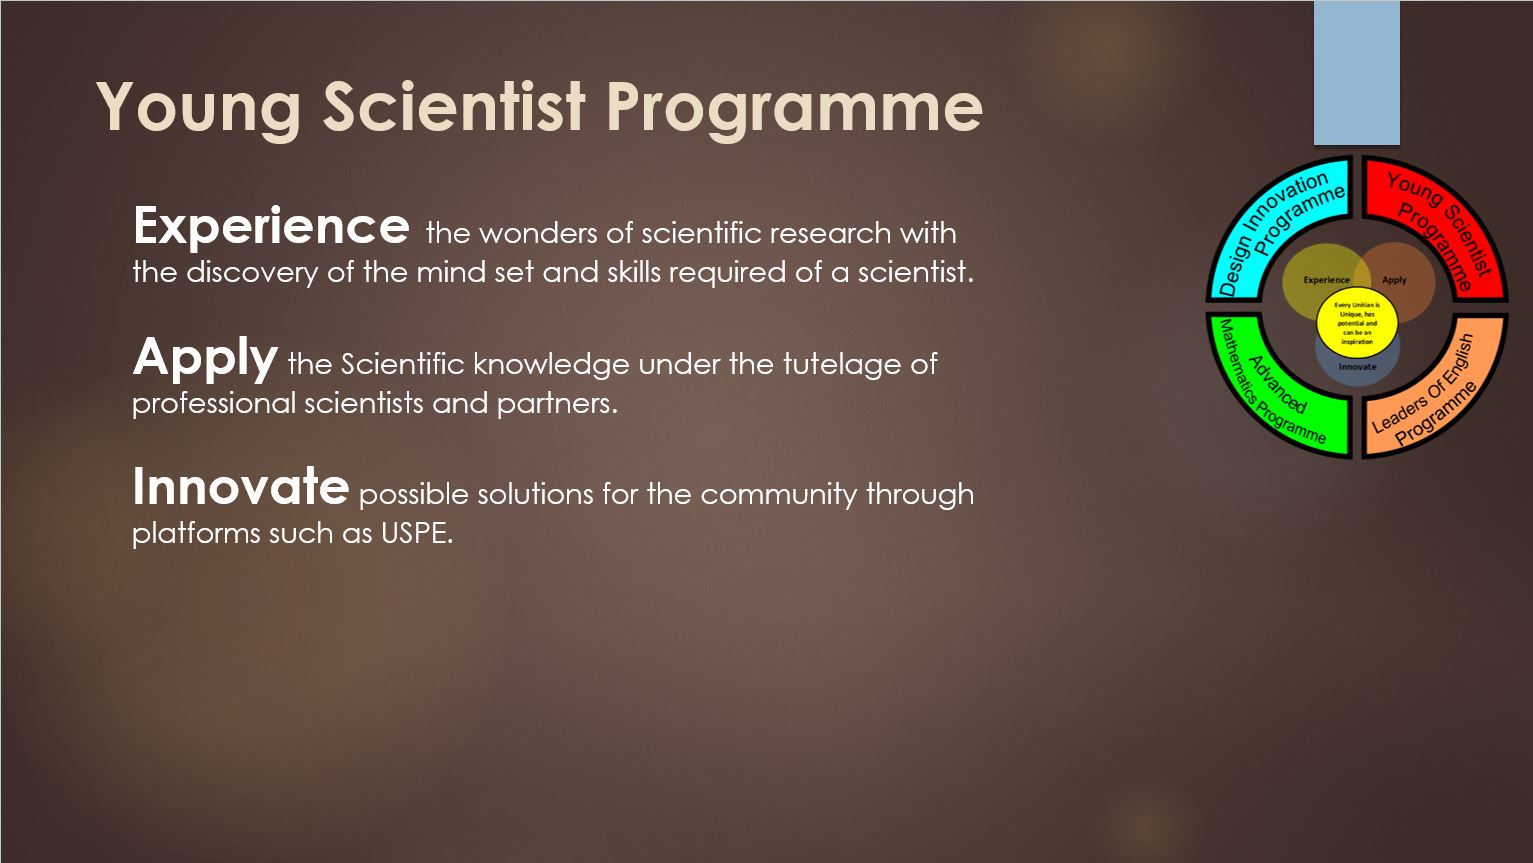 Young Scientist Programme
Experience the wonders of scientific research with
the discovery of the mind set and skills required of a scientist.
Apply the Scientific knowledge under the tutelage of
professional scientists and partners.
Innovate possible solutions for the community through
platforms such as USPE.
Design Innovation
Programme
Young Scientist
Programme
Experience
Apply
Every Unitian is
Unique, has
potential and
can be an
inspiration
Innovate
Advanced
Mathematics Programme
Leaders Of English
Programme